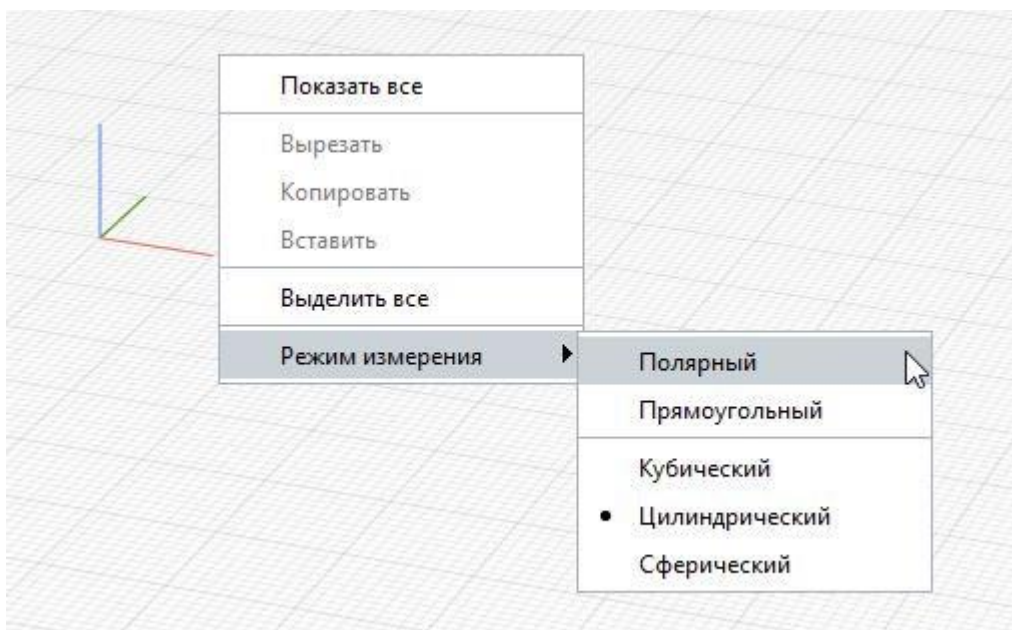 Показать все
Вырезать
Копировать
Вставить
Выделить все
Режим измерения
Полярный
Прямоугольный
Кубический
Цилиндрический
Сферический